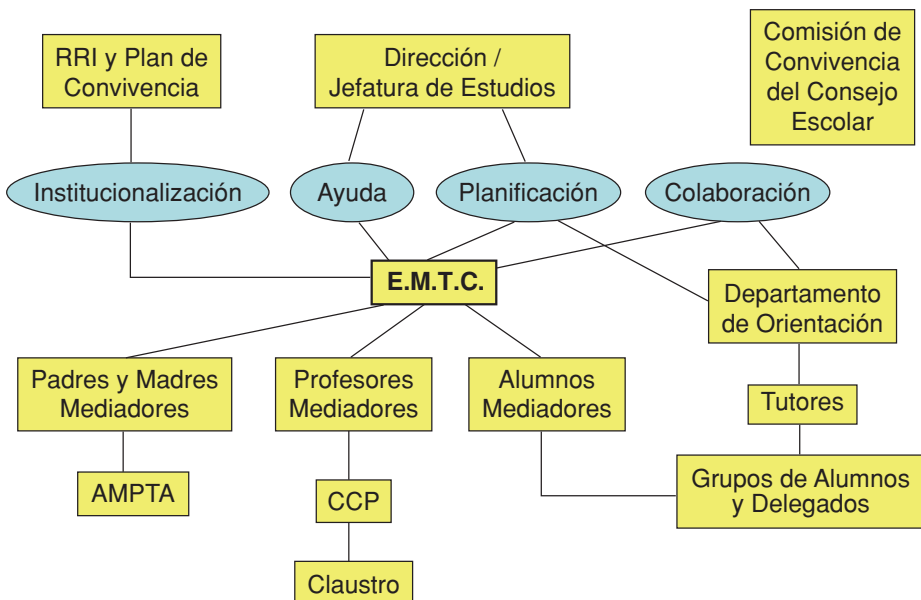 RRI y Plan de
Convivencia
Dirección /
Jefatura de Estudios
Comisión de
Convivencia
del Consejo
Escolar
Institucionalización
Ayuda
Planificación
Colaboración
E.M.T.C.
Departamento
de Orientación
Padres y Madres
Mediadores
Profesores
Mediadores
Alumnos
Mediadores
Tutores
AMPTA
CCP
Grupos de Alumnos
y Delegados
Claustro